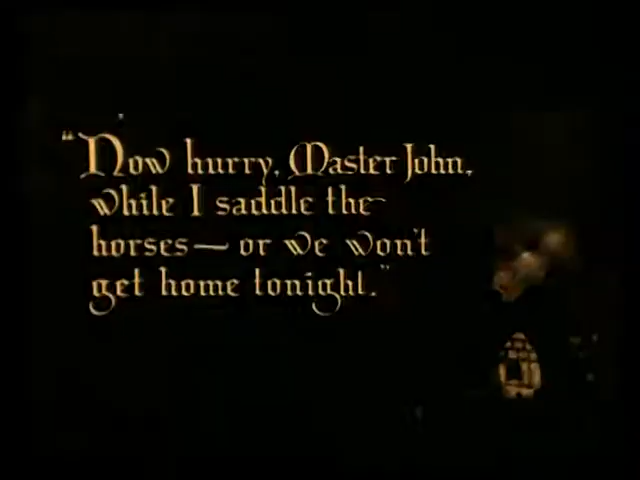 "Now hurry, Master John,
while I saddle the
horses — or we won't
get home tonight."